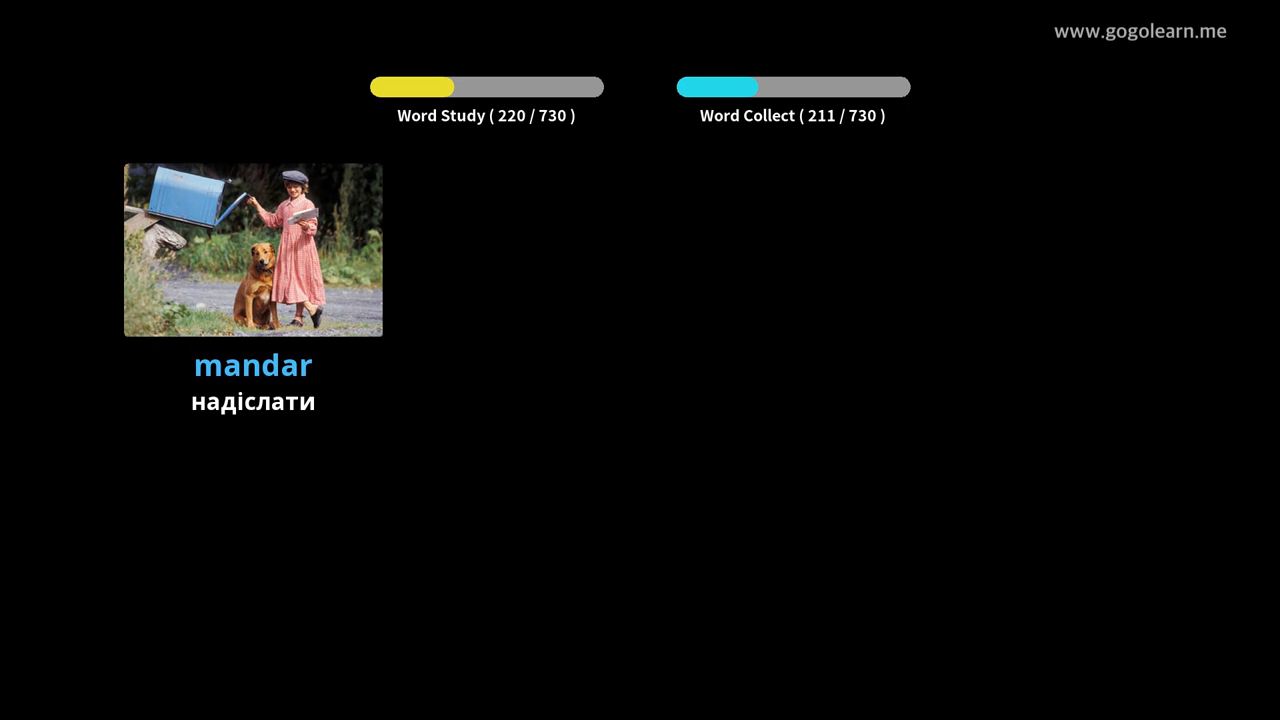 www.gogolearn.me
Word Study ( 220 / 730 )
Word Collect ( 211 / 730 )
mandar
надіслати